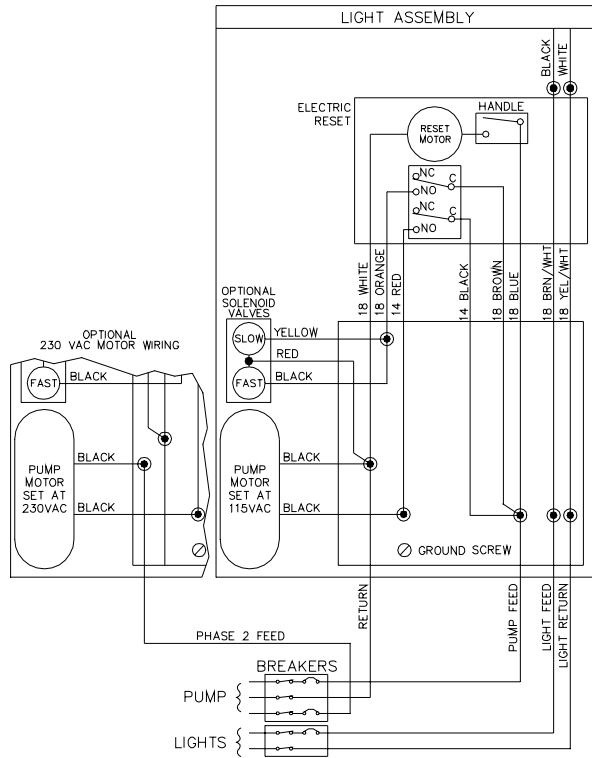 LIGHT ASSEMBLY
BLACK
WHITE
ELECTRIC
RESET
RESET
MOTOR
HANDLE
NC
C
NO
NC
C
NO
18 WHITE
18 ORANGE
14 RED
14 BLACK
18 BROWN
18 BLUE
18 BRN/WHT
18 YEL/WHT
OPTIONAL
SOLENOID
VALVES
SLOW
YELLOW
RED
FAST
BLACK
OPTIONAL
230 VAC MOTOR WIRING
FAST
BLACK
PUMP
MOTOR
SET AT
230VAC
BLACK
BLACK
PUMP
MOTOR
SET AT
115VAC
BLACK
BLACK
GROUND SCREW
RETURN
PUMP FEED
LIGHT FEED
LIGHT RETURN
PHASE 2 FEED
BREAKERS
PUMP
LIGHTS